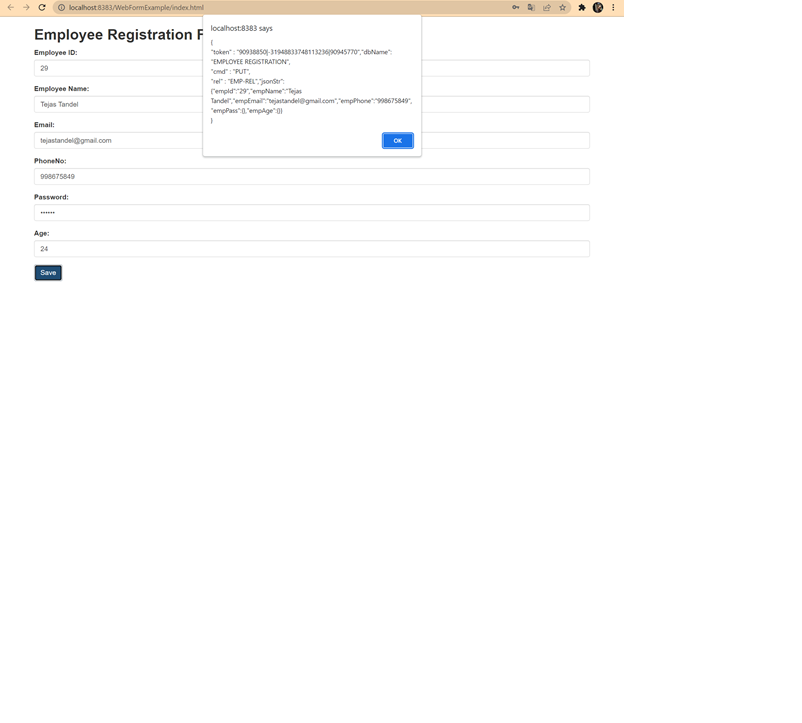 localhost:8383/WebFormExample/index.html
localhost:8383 says
{
"token" : "90938850|-31948833748113236|90945770","dbName":
"EMPLOYEE REGISTRATION",
"cmd" : "PUT",
"rel" : "EMP-REL","jsonStr":
{"empId":"29","empName":"Tejas
Tandel","empEmail":"tejastandel@gmail.com","empPhone":"998675849",
"empPass":{},"empAge":{}}
}
OK
Employee Registration F
Employee ID:
29
Employee Name:
Tejas Tandel
Email:
tejastandel@gmail.com
PhoneNo:
998675849
Password:
••••••
Age:
24
Save